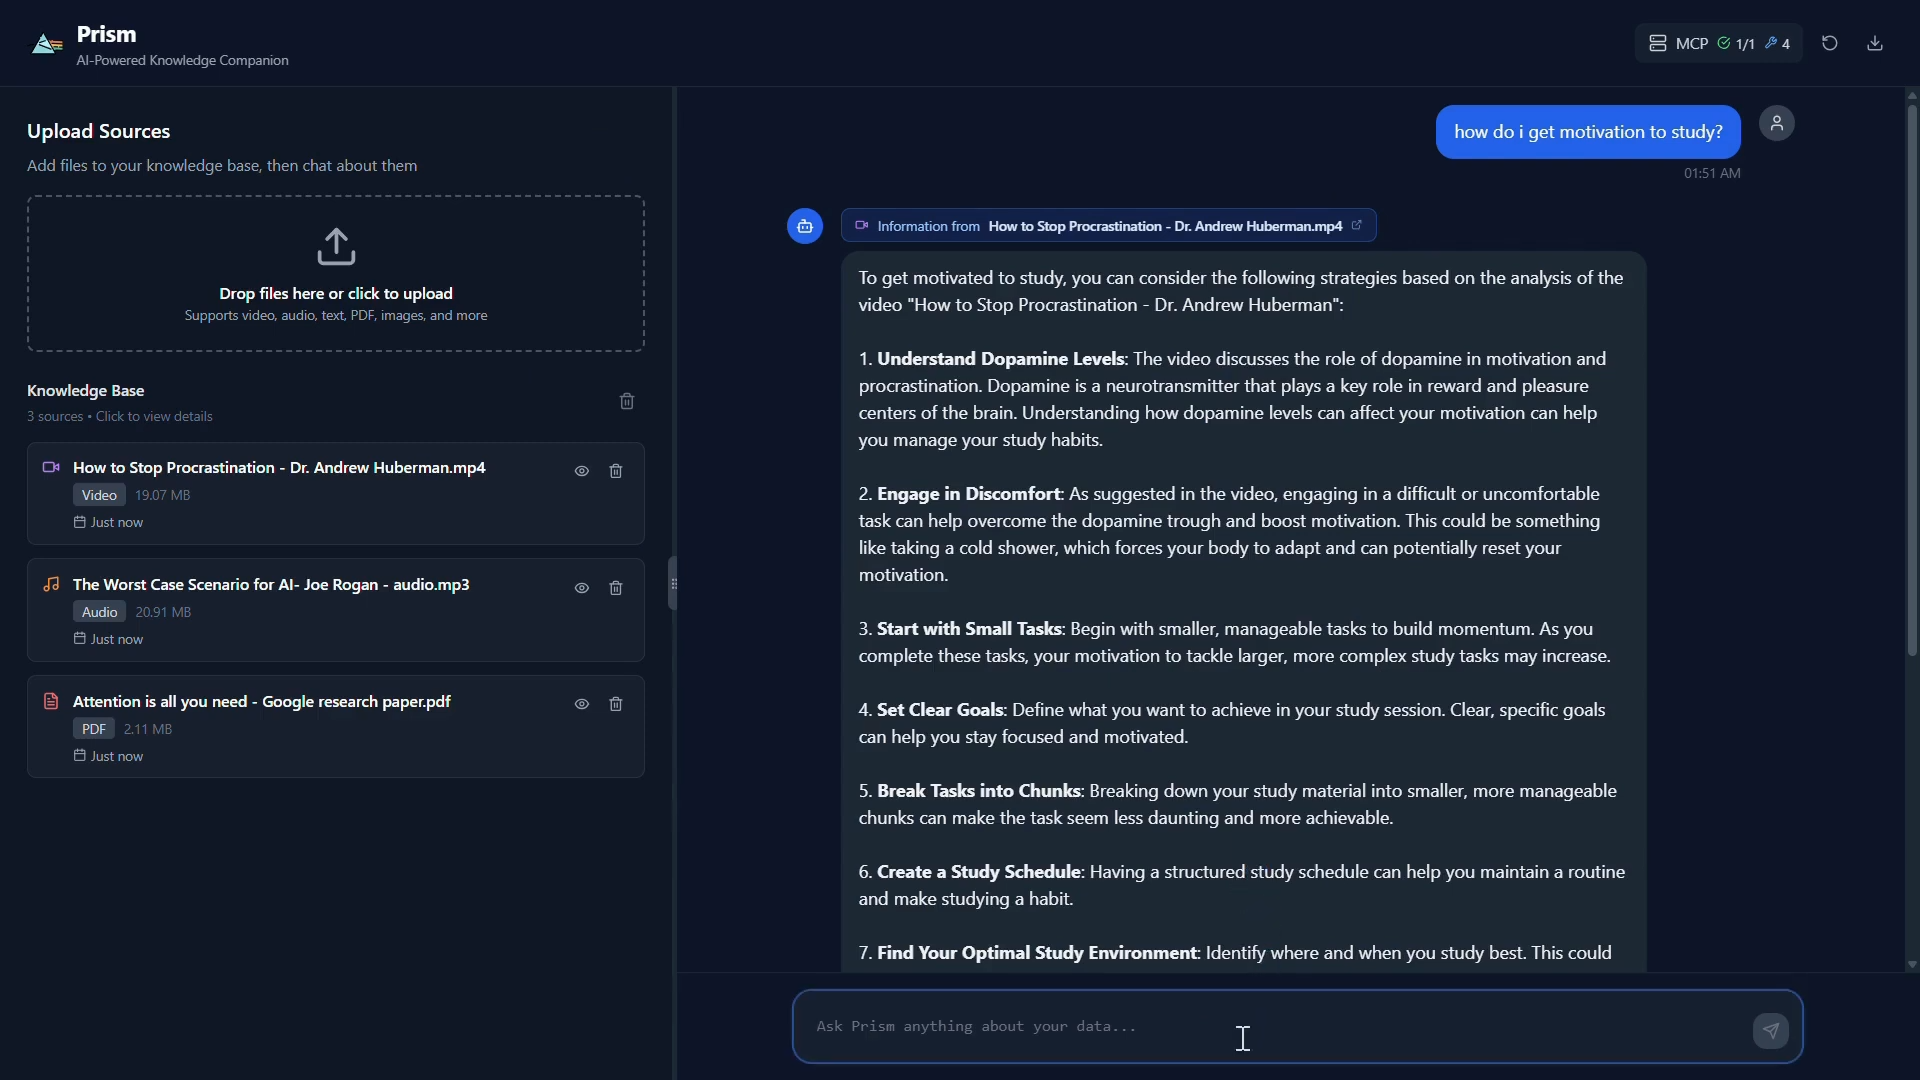 Prism
AI-Powered Knowledge Companion
MCP 1/1 4
Upload Sources
Add files to your knowledge base, then chat about them
Drop files here or click to upload
Supports video, audio, text, PDF, images, and more
Knowledge Base
3 sources • Click to view details
How to Stop Procrastination - Dr. Andrew Huberman.mp4
Video 19.07 MB
Just now
The Worst Case Scenario for AI- Joe Rogan - audio.mp3
Audio 20.91 MB
Just now
Attention is all you need - Google research paper.pdf
PDF 2.11 MB
Just now
how do i get motivation to study?
01:51 AM
Information from How to Stop Procrastination - Dr. Andrew Huberman.mp4
To get motivated to study, you can consider the following strategies based on the analysis of the
video "How to Stop Procrastination - Dr. Andrew Huberman":
1. Understand Dopamine Levels: The video discusses the role of dopamine in motivation and
procrastination. Dopamine is a neurotransmitter that plays a key role in reward and pleasure
centers of the brain. Understanding how dopamine levels can affect your motivation can help
you manage your study habits.
2. Engage in Discomfort: As suggested in the video, engaging in a difficult or uncomfortable
task can help overcome the dopamine trough and boost motivation. This could be something
like taking a cold shower, which forces your body to adapt and can potentially reset your
motivation.
3. Start with Small Tasks: Begin with smaller, manageable tasks to build momentum. As you
complete these tasks, your motivation to tackle larger, more complex study tasks may increase.
4. Set Clear Goals: Define what you want to achieve in your study session. Clear, specific goals
can help you stay focused and motivated.
5. Break Tasks into Chunks: Breaking down your study material into smaller, more manageable
chunks can make the task seem less daunting and more achievable.
6. Create a Study Schedule: Having a structured study schedule can help you maintain a routine
and make studying a habit.
7. Find Your Optimal Study Environment: Identify where and when you study best. This could
Ask Prism anything about your data...